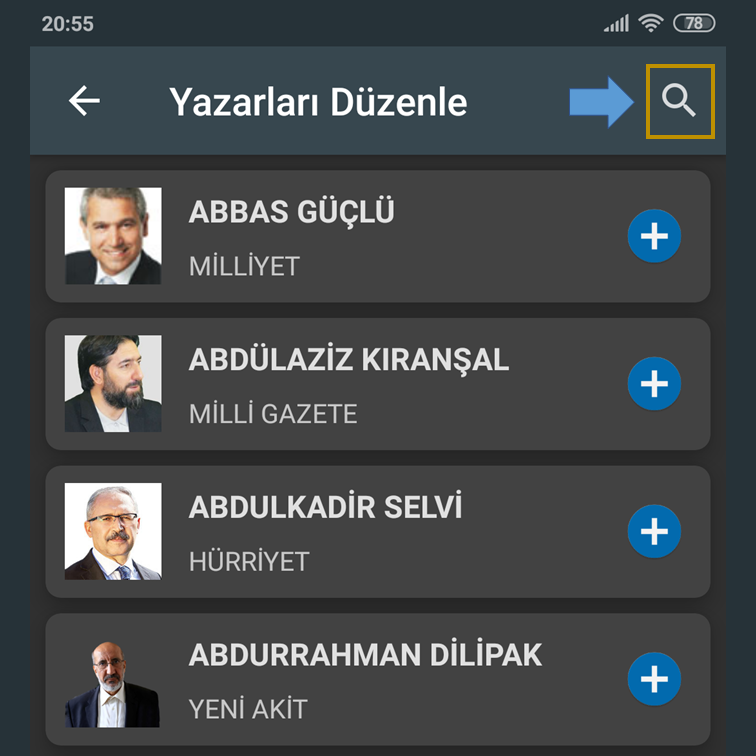 20:55
78
Yazarları Düzenle
ABBAS GÜÇLÜ
MİLLİYET
ABDÜLAZİZ KIRANŞAL
MİLLİ GAZETE
ABDULKADİR SELVİ
HÜRRİYET
ABDURRAHMAN DİLİPAK
YENİ AKİT